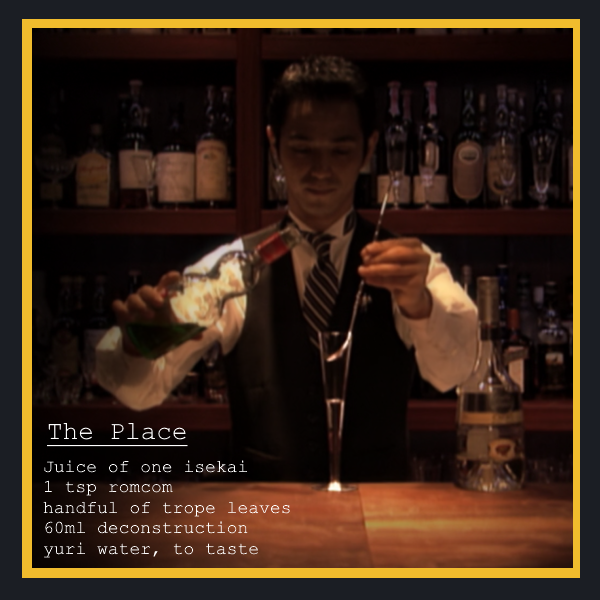 The Place
Juice of one isekai
1 tsp romcom
handful of trope leaves
60ml deconstruction
yuri water, to taste